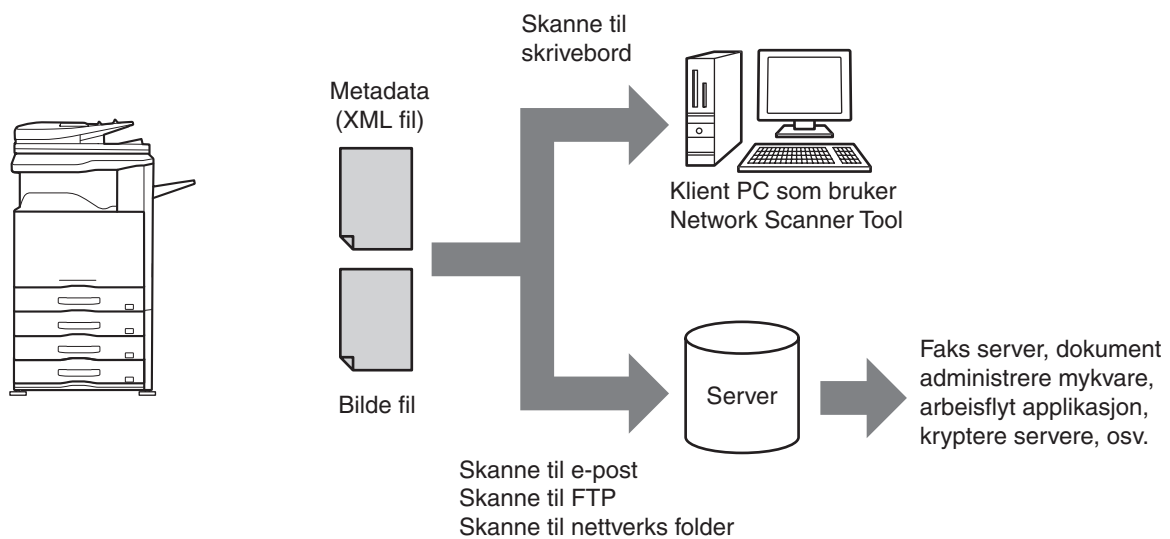 Skanne til
skrivebord
Metadata
(XML fil)
Klient PC som bruker
Network Scanner Tool
Bilde fil
Server
Faks server, dokument
administrere mykvare,
arbeisflyt applikasjon,
kryptere servere, osv.
Skanne til e-post
Skanne til FTP
Skanne til nettverks folder